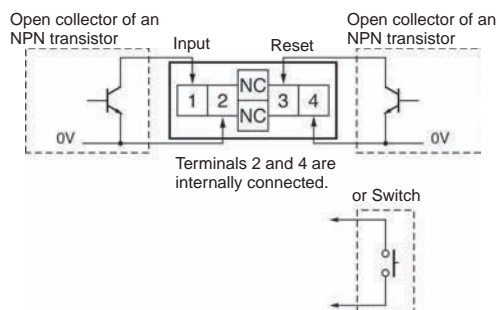 Open collector of an
NPN transistor
Input
Reset
Open collector of an
NPN transistor
NC
1 2 3 4
NC
0V
0V
Terminals 2 and 4 are
internally connected.
or Switch